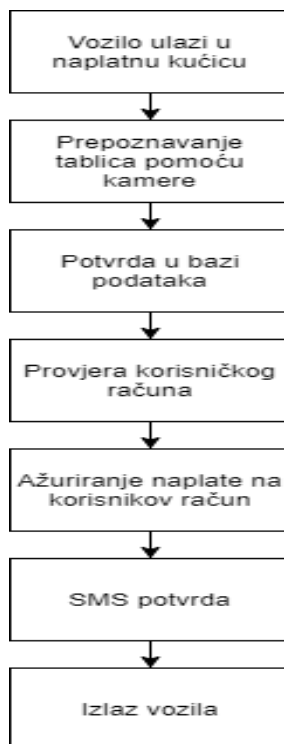 Vozilo ulazi u
naplatnu kućicu
Prepoznavanje
tablica pomoću
kamere
Potvrda u bazi
podataka
Provjera korisničkog
računa
Ažuriranje naplate na
korisnikov račun
SMS potvrda
Izlaz vozila